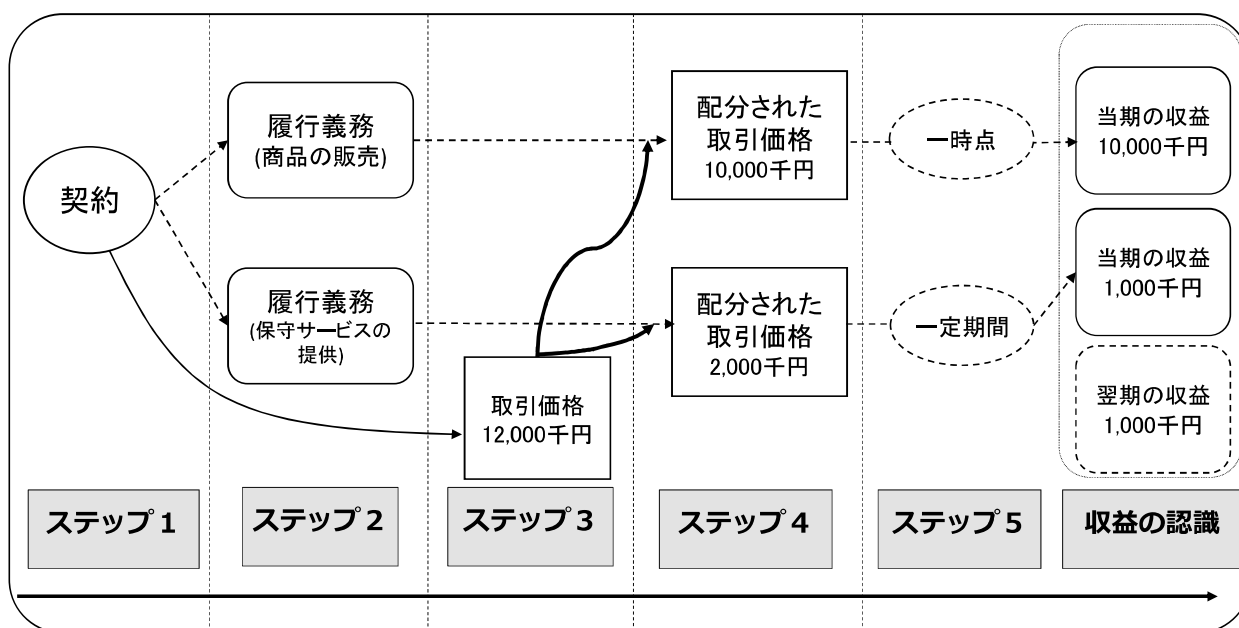 契約
履行義務
(商品の販売)
履行義務
(保守サービスの
提供)
取引価格
12,000千円
配分された
取引価格
10,000千円
配分された
取引価格
2,000千円
一時点
一定期間
当期の収益
10,000千円
当期の収益
1,000千円
翌期の収益
1,000千円
ステップ1
ステップ2
ステップ3
ステップ4
ステップ5
収益の認識